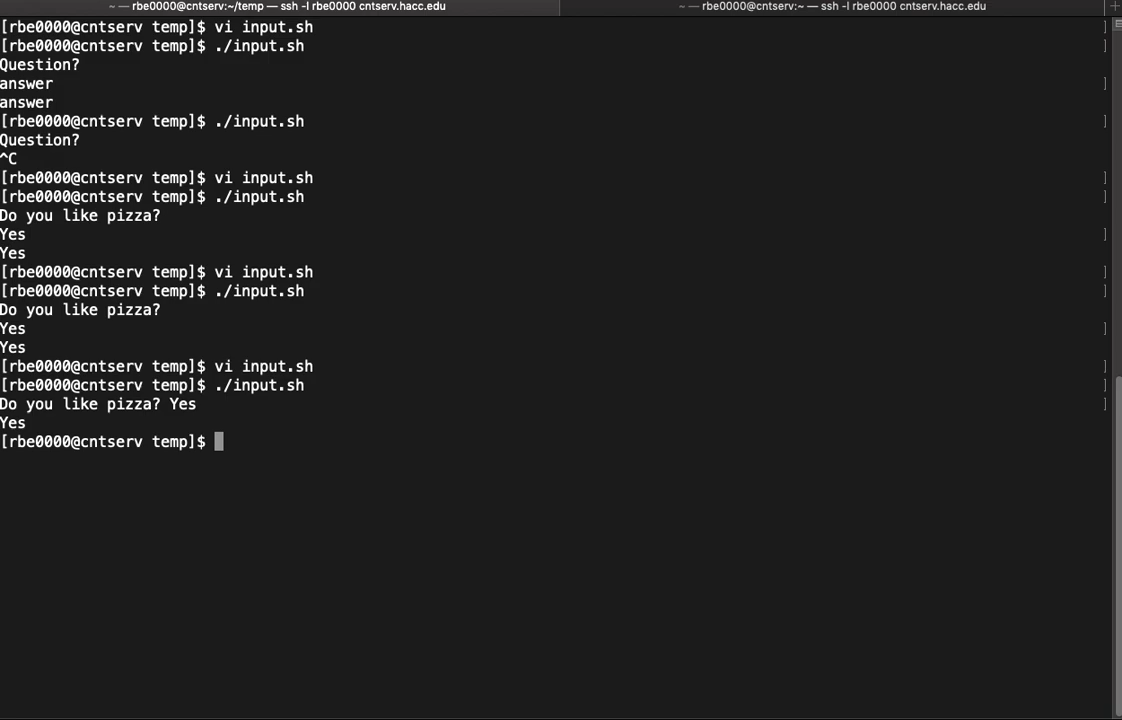 ~ — rbe0000@cntserv:~/temp — ssh -l rbe0000 cntserv.hacc.edu
~ — rbe0000@cntserv:~ — ssh -l rbe0000 cntserv.hacc.edu
[rbe0000@cntserv temp]$ vi input.sh ]
[rbe0000@cntserv temp]$ ./input.sh ]
Question?
answer ]
answer
[rbe0000@cntserv temp]$ ./input.sh ]
Question?
^C
[rbe0000@cntserv temp]$ vi input.sh ]
[rbe0000@cntserv temp]$ ./input.sh ]
Do you like pizza?
Yes ]
Yes
[rbe0000@cntserv temp]$ vi input.sh ]
[rbe0000@cntserv temp]$ ./input.sh ]
Do you like pizza?
Yes ]
Yes
[rbe0000@cntserv temp]$ vi input.sh ]
[rbe0000@cntserv temp]$ ./input.sh ]
Do you like pizza? Yes ]
Yes
[rbe0000@cntserv temp]$